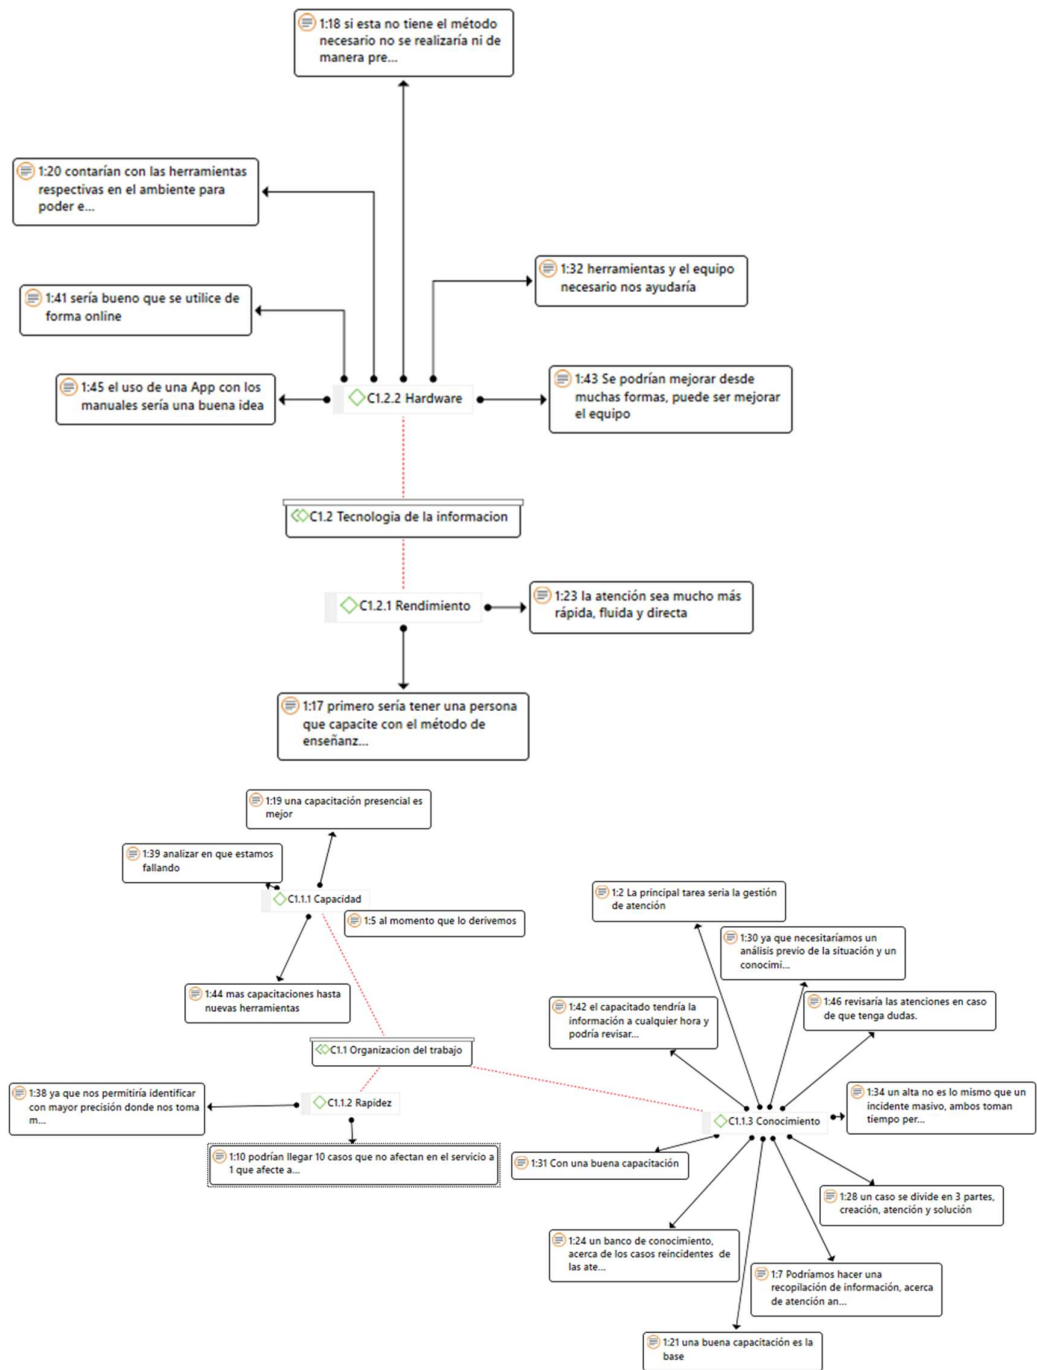 1:18 si esta no tiene el método
necesario no se realizaría ni de
manera pre...
1:20 contarían con las herramientas
respectivas en el ambiente para
poder e...
1:32 herramientas y el equipo
necesario nos ayudaría
1:41 sería bueno que se utilice de
forma online
1:45 el uso de una App con los
manuales sería una buena idea
C1.2.2 Hardware
1:43 Se podrían mejorar desde
muchas formas, puede ser mejorar
el equipo
C1.2 Tecnologia de la informacion
C1.2.1 Rendimiento
1:23 la atención sea mucho más
rápida, fluida y directa
1:17 primero sería tener una persona
que capacite con el método de
enseñanz...
1:19 una capacitación presencial es
mejor
1:39 analizar en que estamos
fallando
C1.1.1 Capacidad
1:5 al momento que lo derivemos
1:44 mas capacitaciones hasta
nuevas herramientas
1:2 La principal tarea seria la gestión
de atención
1:30 ya que necesitaríamos un
análisis previo de la situación y un
conocimi...
1:42 el capacitado tendría la
información a cualquier hora y
podría revisar...
1:46 revisaría las atenciones en caso
de que tenga dudas.
C1.1 Organizacion del trabajo
1:38 ya que nos permitiría identificar
con mayor precisión donde nos toma
m...
C1.1.2 Rapidez
1:34 un alta no es lo mismo que un
incidente masivo, ambos toman
tiempo per...
C1.1.3 Conocimiento
1:10 podrían llegar 10 casos que no afectan en el servicio a
1 que afecte a...
1:31 Con una buena capacitación
1:28 un caso se divide en 3 partes,
creación, atención y solución
1:24 un banco de conocimiento,
acerca de los casos reincidentes de
las ate...
1:7 Podríamos hacer una
recopilación de información, acerca
de atención an...
1:21 una buena capacitación es la
base